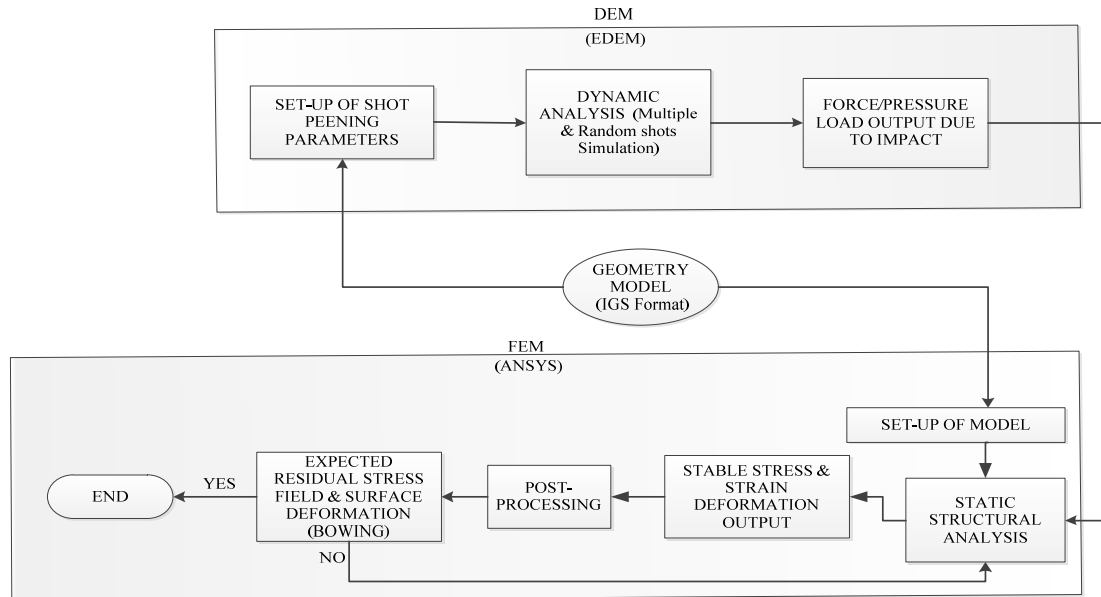 DEM
(EDEM)
SET-UP OF SHOT
PEENING
PARAMETERS
DYNAMIC
ANALYSIS (Multiple
& Random shots
Simulation)
FORCE/PRESSURE
LOAD OUTPUT DUE
TO IMPACT
GEOMETRY
MODEL
(IGS Format)
FEM
(ANSYS)
SET-UP OF MODEL
STATIC
STRUCTURAL
ANALYSIS
STABLE STRESS &
STRAIN
DEFORMATION
OUTPUT
POST-
PROCESSING
EXPECTED
RESIDUAL STRESS
FIELD & SURFACE
DEFORMATION
(BOWING)
YES
END
NO